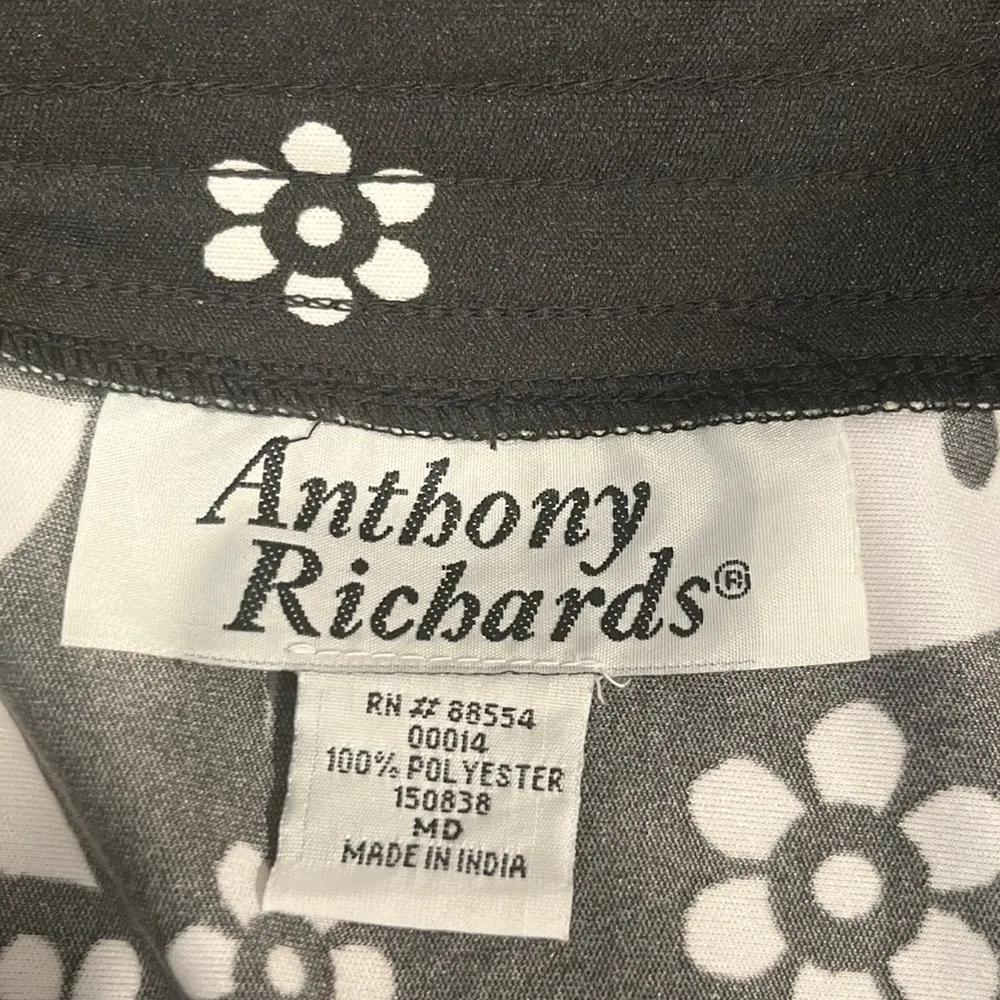 Anthony
Richards®
RN # 88554
00014
100% POLYESTER
150838
MD
MADE IN INDIA